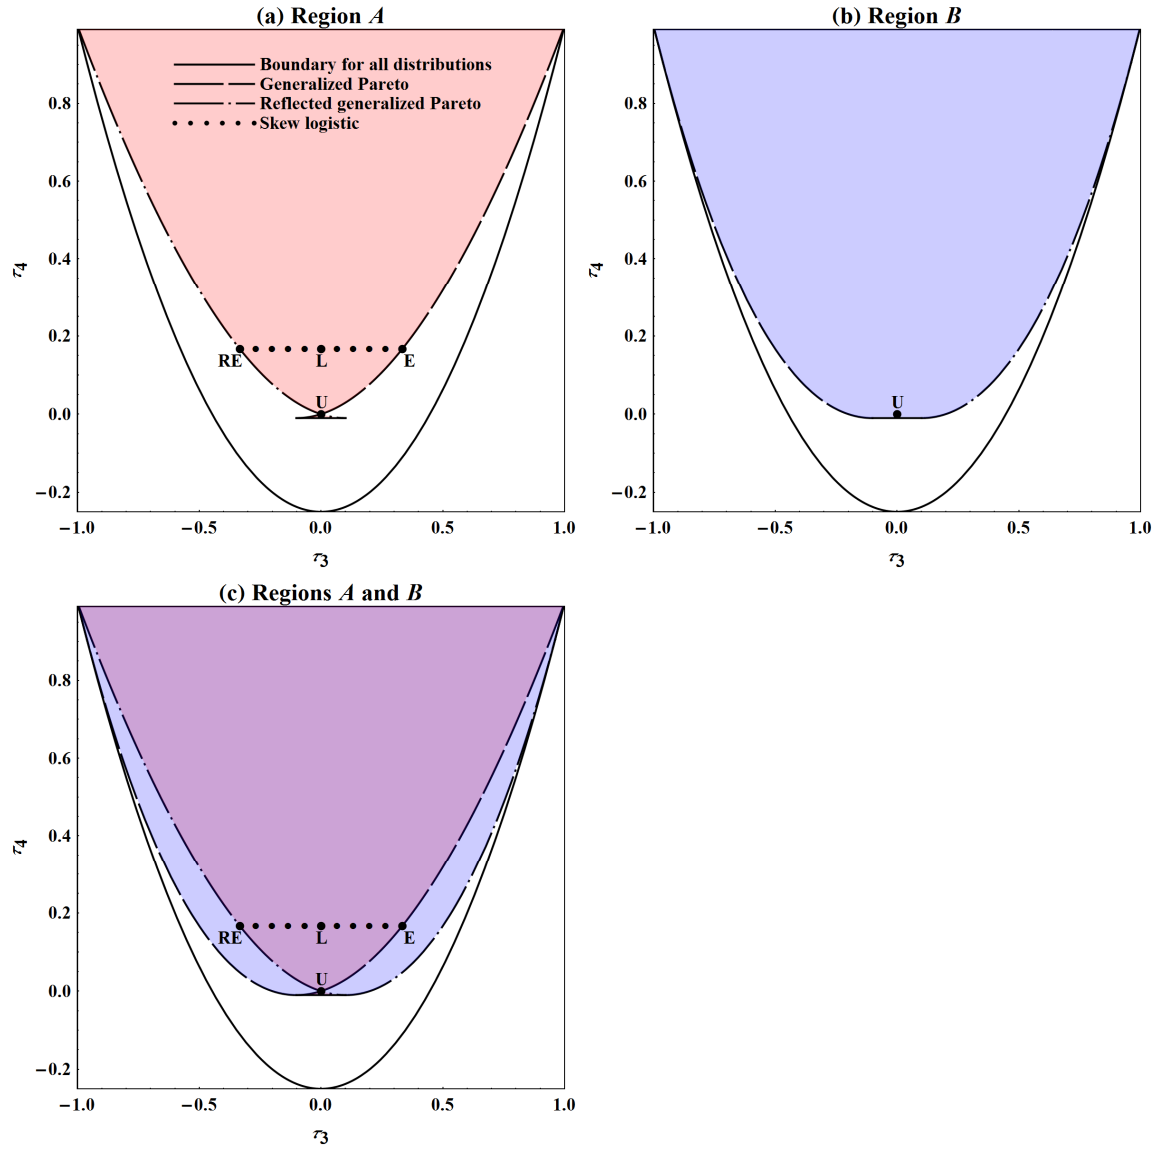 (a) Region A
Boundary for all distributions
Generalized Pareto
Reflected generalized Pareto
Skew logistic
0.8
0.6
0.4
0.2
0.0
−0.2
τ4
RE
L
E
U
−1.0
−0.5
0.0
0.5
1.0
τ3
(b) Region B
0.8
0.6
0.4
0.2
0.0
−0.2
τ4
U
−1.0
−0.5
0.0
0.5
1.0
τ3
(c) Regions A and B
0.8
0.6
0.4
0.2
0.0
−0.2
τ4
RE
L
E
U
−1.0
−0.5
0.0
0.5
1.0
τ3